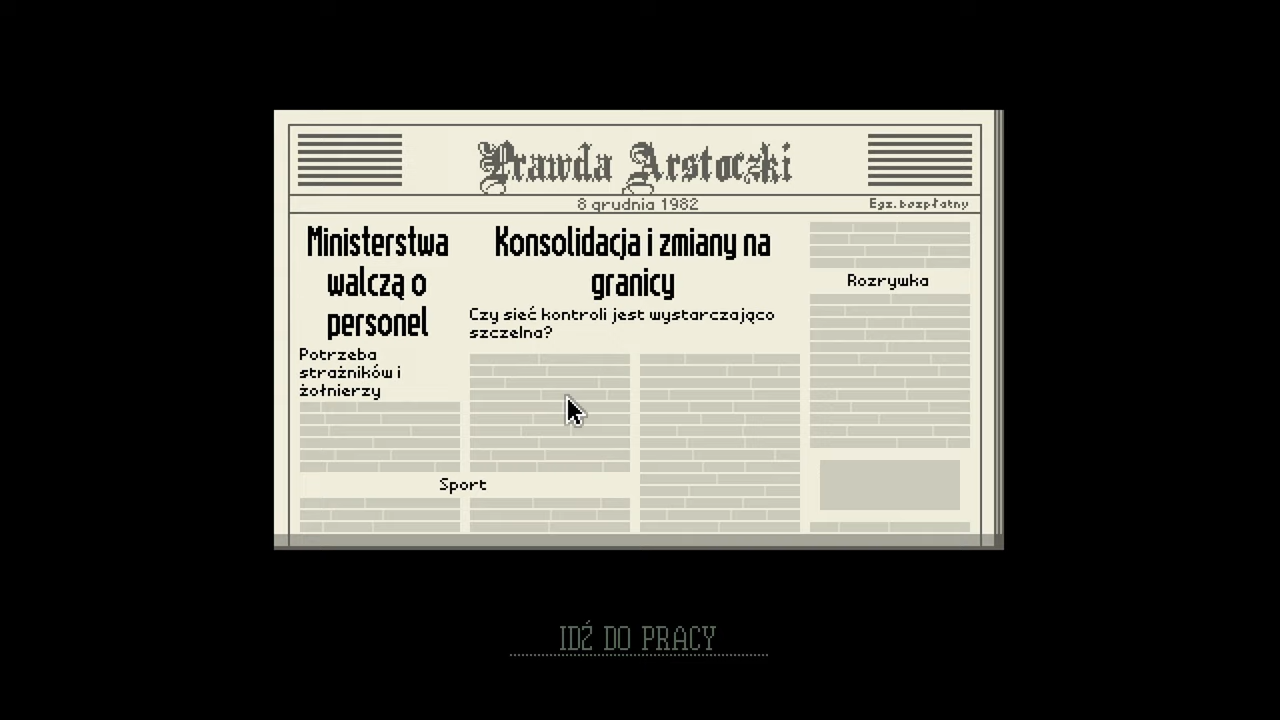 Prawda Arstoczki
8 grudnia 1982
Egz. bezpłatny
Ministerstwa
walczą o
personel
Potrzeba
strażników i
żołnierzy
Konsolidacja i zmiany na
granicy
Czy sieć kontroli jest wystarczająco
szczelna?
Rozrywka
Sport
IDŹ DO PRACY